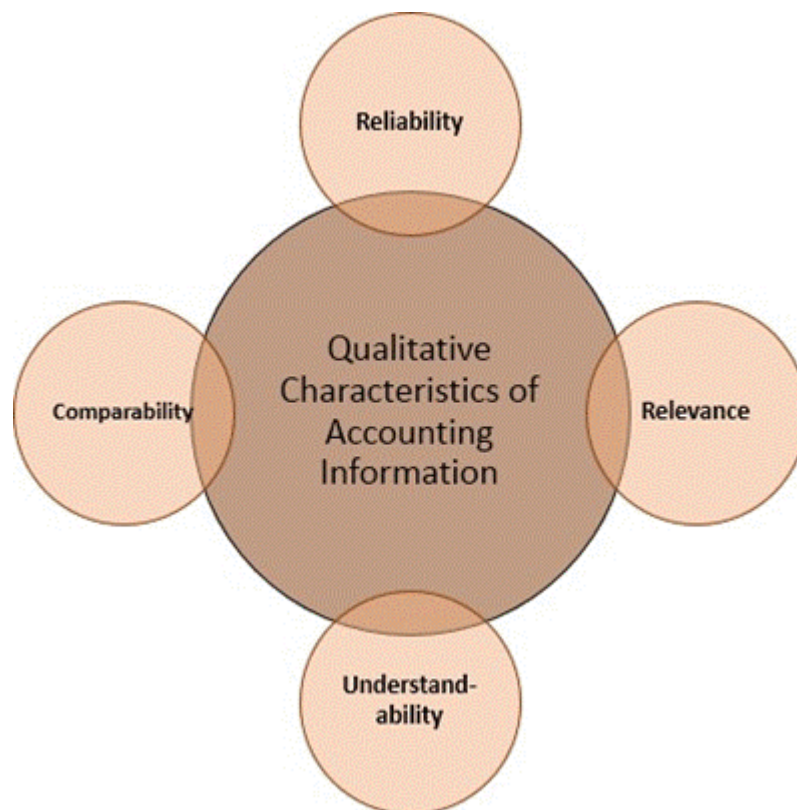 Reliability
Comparability
Qualitative
Characteristics of
Accounting
Information
Relevance
Understand-
ability